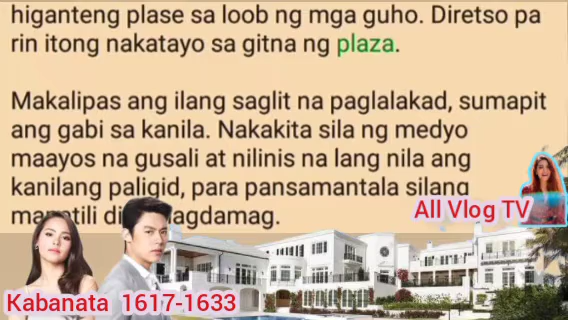 higanteng plase sa loob ng mga guho. Diretso pa
rin itong nakatayo sa gitna ng plaza.
Makalipas ang ilang saglit na paglalakad, sumapit
ang gabi sa kanila. Nakakita sila ng medyo
maayos na gusali at nilinis na lang nila ang
kanilang paligid, para pansamantala silang
magdamag.
All Vlog TV
Kabanata 1617-1633